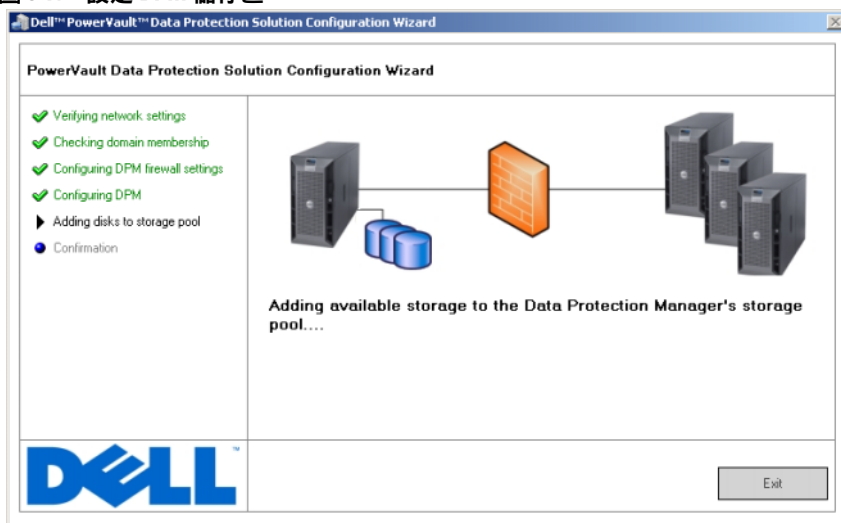 Dell™ PowerVault™ Data Protection Solution Configuration Wizard
PowerVault Data Protection Solution Configuration Wizard
Verifying network settings
Checking domain membership
Configuring DPM firewall settings
Configuring DPM
Adding disks to storage pool
Confirmation
Adding available storage to the Data Protection Manager's storage
pool....
DELL™
Exit